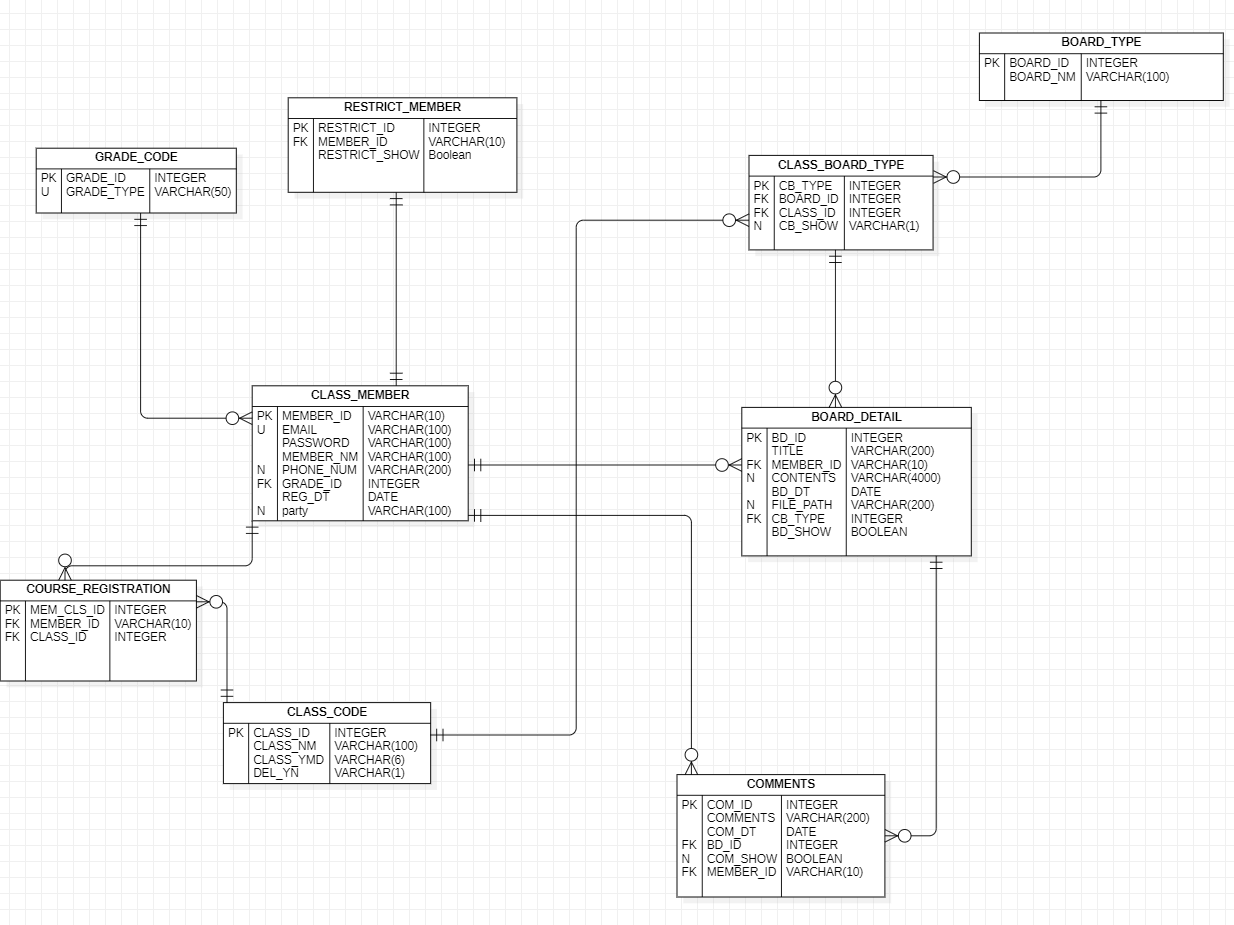 BOARD_TYPE
PK BOARD_ID INTEGER
BOARD_NM VARCHAR(100)
RESTRICT_MEMBER
PK RESTRICT_ID INTEGER
FK MEMBER_ID VARCHAR(10)
RESTRICT_SHOW Boolean
GRADE_CODE
PK GRADE_ID INTEGER
U GRADE_TYPE VARCHAR(50)
CLASS_BOARD_TYPE
PK CB_TYPE INTEGER
FK BOARD_ID INTEGER
FK CLASS_ID INTEGER
N CB_SHOW VARCHAR(1)
CLASS_MEMBER
PK MEMBER_ID VARCHAR(10)
U EMAIL VARCHAR(100)
PASSWORD VARCHAR(100)
MEMBER_NM VARCHAR(100)
N PHONE_NUM VARCHAR(200)
FK GRADE_ID INTEGER
REG_DT DATE
N party VARCHAR(100)
BOARD_DETAIL
PK BD_ID INTEGER
TITLE VARCHAR(200)
FK MEMBER_ID VARCHAR(10)
N CONTENTS VARCHAR(4000)
BD_DT DATE
N FILE_PATH VARCHAR(200)
FK CB_TYPE INTEGER
BD_SHOW BOOLEAN
COURSE_REGISTRATION
PK MEM_CLS_ID INTEGER
FK MEMBER_ID VARCHAR(10)
FK CLASS_ID INTEGER
CLASS_CODE
PK CLASS_ID INTEGER
CLASS_NM VARCHAR(100)
CLASS_YMD VARCHAR(6)
DEL_YN VARCHAR(1)
COMMENTS
PK COM_ID INTEGER
COMMENTS VARCHAR(200)
COM_DT DATE
FK BD_ID INTEGER
N COM_SHOW BOOLEAN
FK MEMBER_ID VARCHAR(10)